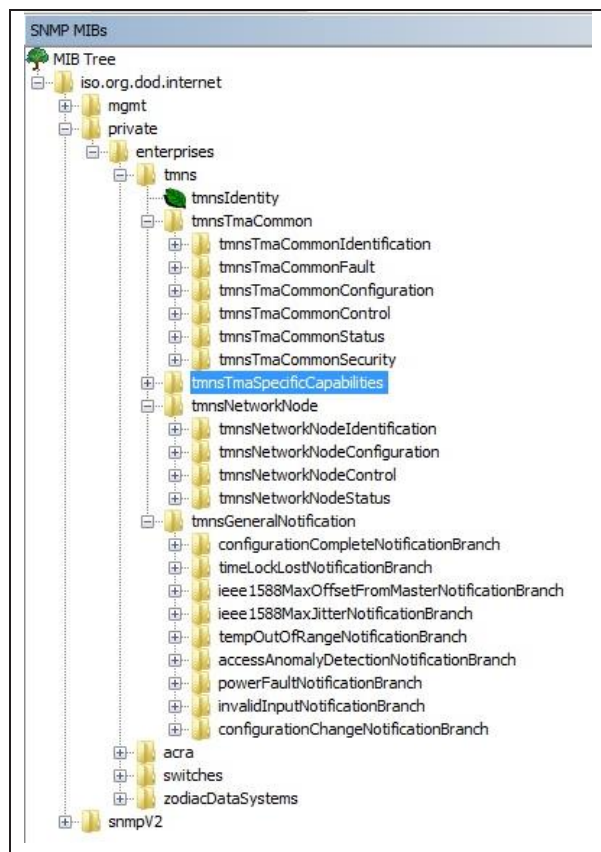 SNMP MIBs
MIB Tree
iso.org.dod.internet
mgmt
private
enterprises
tmns
tmnsIdentity
tmnsTmaCommon
tmnsTmaCommonIdentification
tmnsTmaCommonFault
tmnsTmaCommonConfiguration
tmnsTmaCommonControl
tmnsTmaCommonStatus
tmnsTmaCommonSecurity
tmnsTmaSpecificCapabilities
tmnsNetworkNode
tmnsNetworkNodeIdentification
tmnsNetworkNodeConfiguration
tmnsNetworkNodeControl
tmnsNetworkNodeStatus
tmnsGeneralNotification
configurationCompleteNotificationBranch
timeLockLostNotificationBranch
ieee1588MaxOffsetFromMasterNotificationBranch
ieee1588MaxJitterNotificationBranch
tempOutOfRangeNotificationBranch
accessAnomalyDetectionNotificationBranch
powerFaultNotificationBranch
invalidInputNotificationBranch
configurationChangeNotificationBranch
acra
switches
zodiacDataSystems
snmpV2